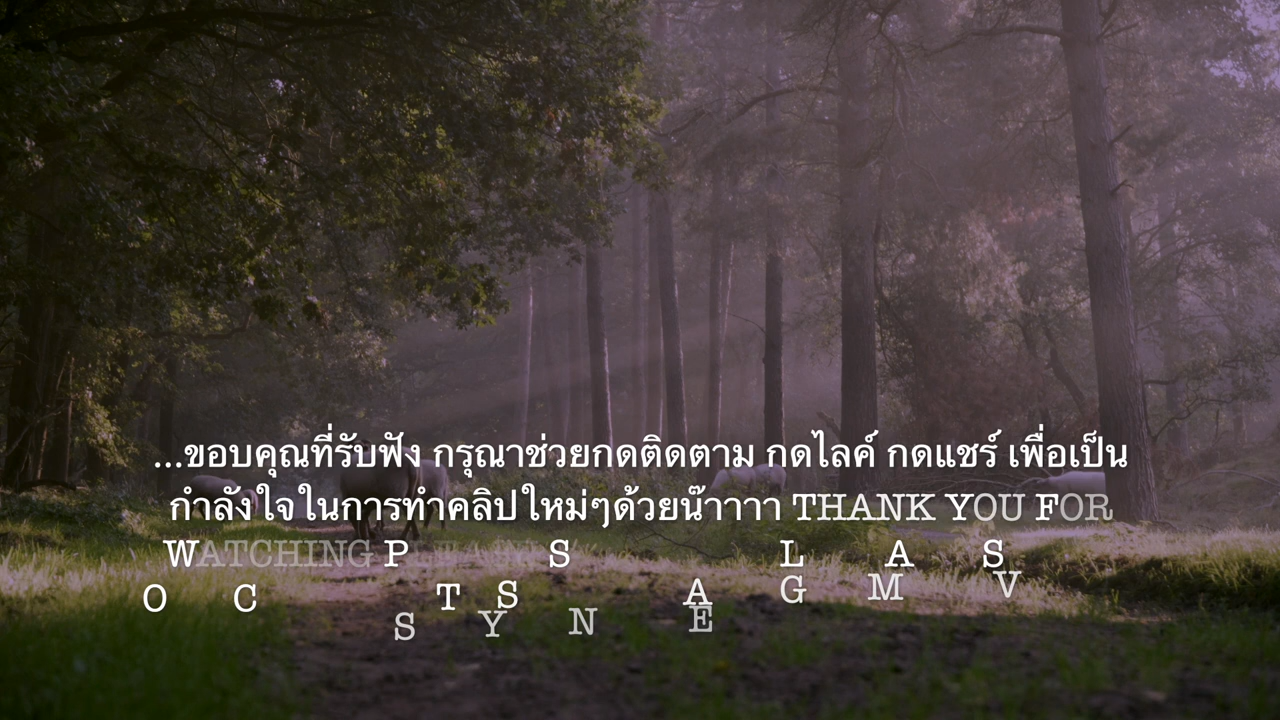 ...ขอบคุณที่รับฟัง กรุณาช่วยกดติดตาม กดไลค์ กดแชร์ เพื่อเป็น
กำลังใจในการทำคลิปใหม่ๆด้วยน๊าาาา THANK YOU FOR
WATCHING P S L A S
O C T S A G M V
S Y N E